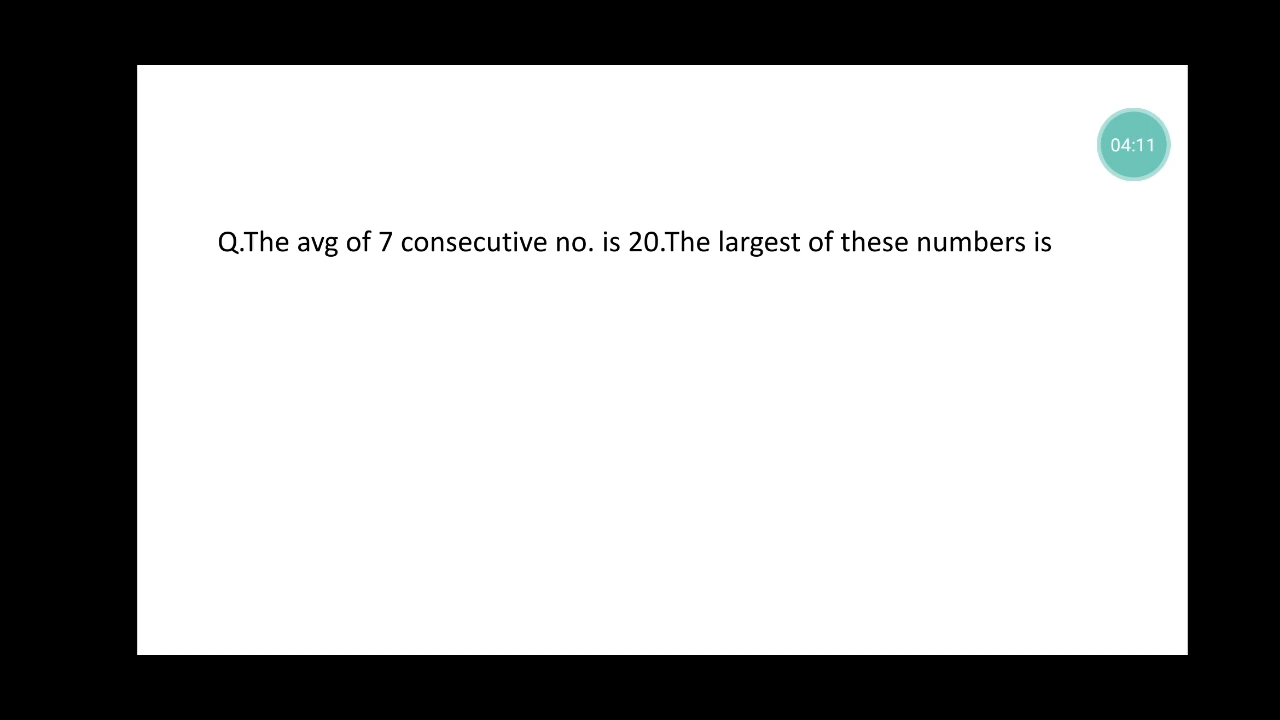 04:11
Q.The avg of 7 consecutive no. is 20.The largest of these numbers is